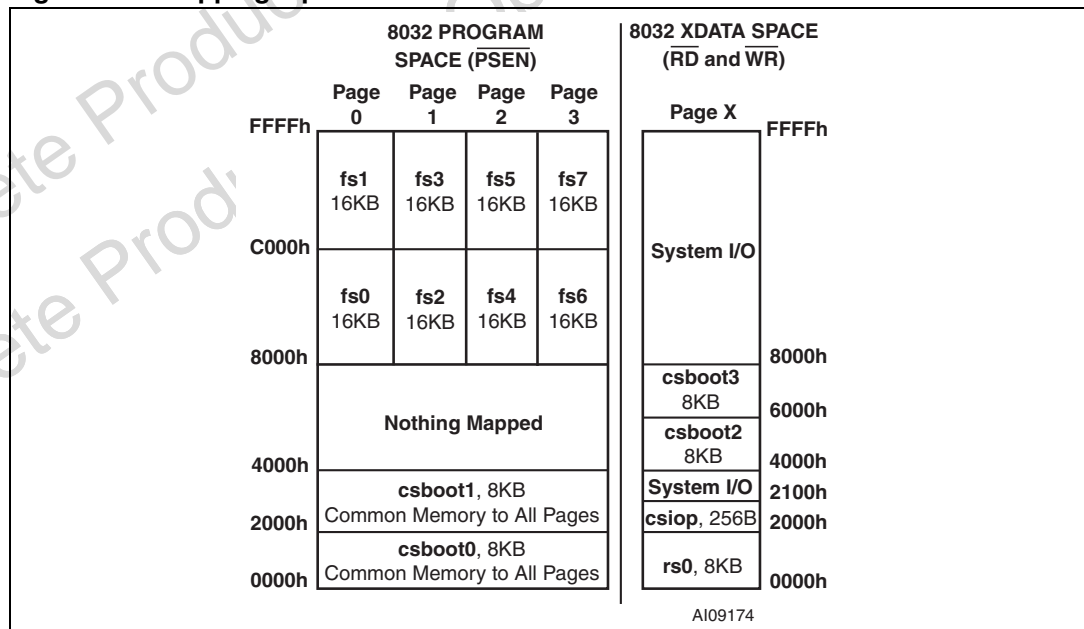 8032 PROGRAM
SPACE (PSEN)
Page 0
Page 1
Page 2
Page 3
FFFFh
fs1
16KB
fs3
16KB
fs5
16KB
fs7
16KB
C000h
fs0
16KB
fs2
16KB
fs4
16KB
fs6
16KB
8000h
Nothing Mapped
4000h
csboot1, 8KB
Common Memory to All Pages
2000h
csboot0, 8KB
Common Memory to All Pages
0000h
8032 XDATA SPACE
(RD and WR)
Page X
FFFFh
System I/O
8000h
csboot3
8KB
6000h
csboot2
8KB
4000h
System I/O
2100h
csiop, 256B
2000h
rs0, 8KB
0000h
AI09174